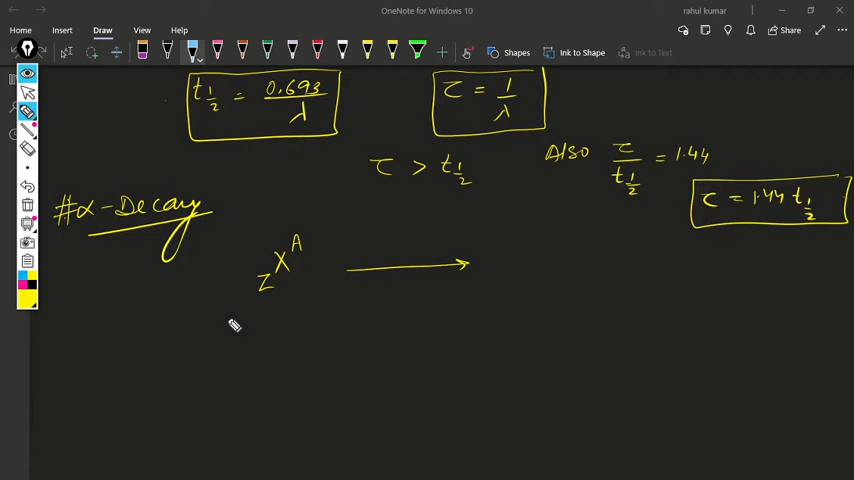 OneNote for Windows 10
rahul kumar
Home Insert Draw View Help Share
Shapes Ink to Shape Ink to Text
t½ = 0.693/λ
τ = 1/λ
τ > t½
Also τ/t½ = 1.44
τ = 1.44 t½
#α-Decay
zXᴬ ⟶